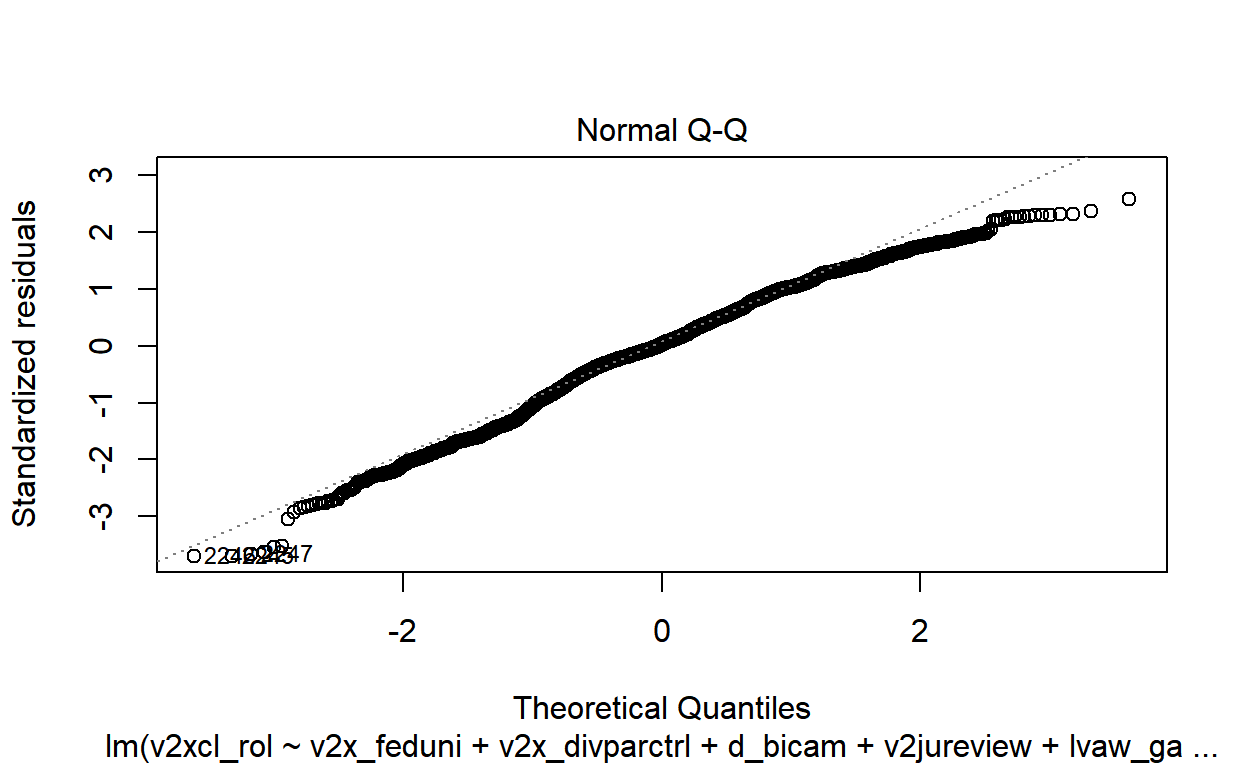 Normal Q-Q
Standardized residuals
3
2
1
0
-1
-2
-3
2247
-2
0
2
Theoretical Quantiles
lm(v2xcl_rol ~ v2x_feduni + v2x_divparctrl + d_bicam + v2jureview + lvaw_ga ...